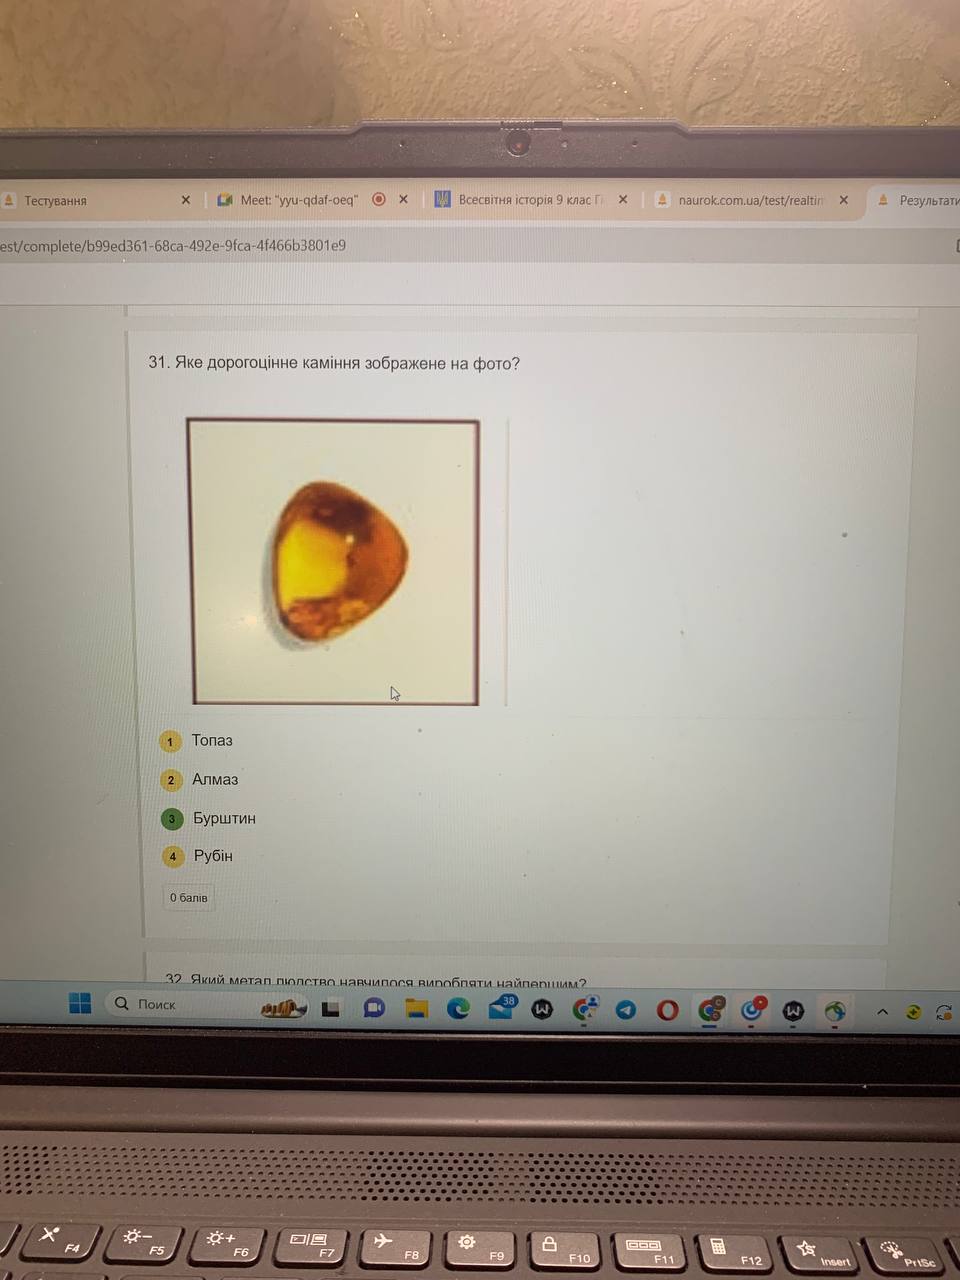 Тестування
Meet: "yyu-qdaf-oeq"
Всесвітня історія 9 клас Гі
naurok.com.ua/test/realtim
Результати
est/complete/b99ed361-68ca-492e-9fca-4f466b3801e9
31. Яке дорогоцінне каміння зображене на фото?
1 Топаз
2 Алмаз
3 Бурштин
4 Рубін
0 балів
32. Який метал людство навчилося виробляти найпершим?
Поиск
38
F4 F5 F6 F7 F8 F9 F10 F11 F12 Insert PrtSc